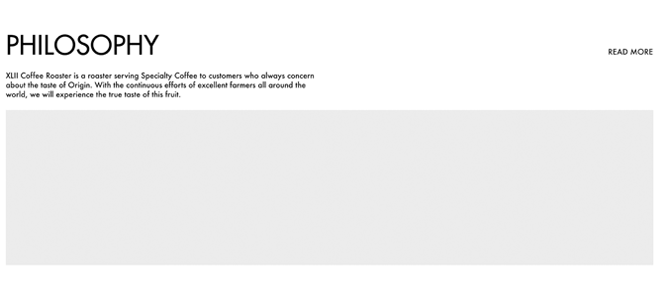 PHILOSOPHY
READ MORE
XLII Coffee Roaster is a roaster serving Specialty Coffee to customers who always concern
about the taste of Origin. With the continuous efforts of excellent farmers all around the
world, we will experience the true taste of this fruit.